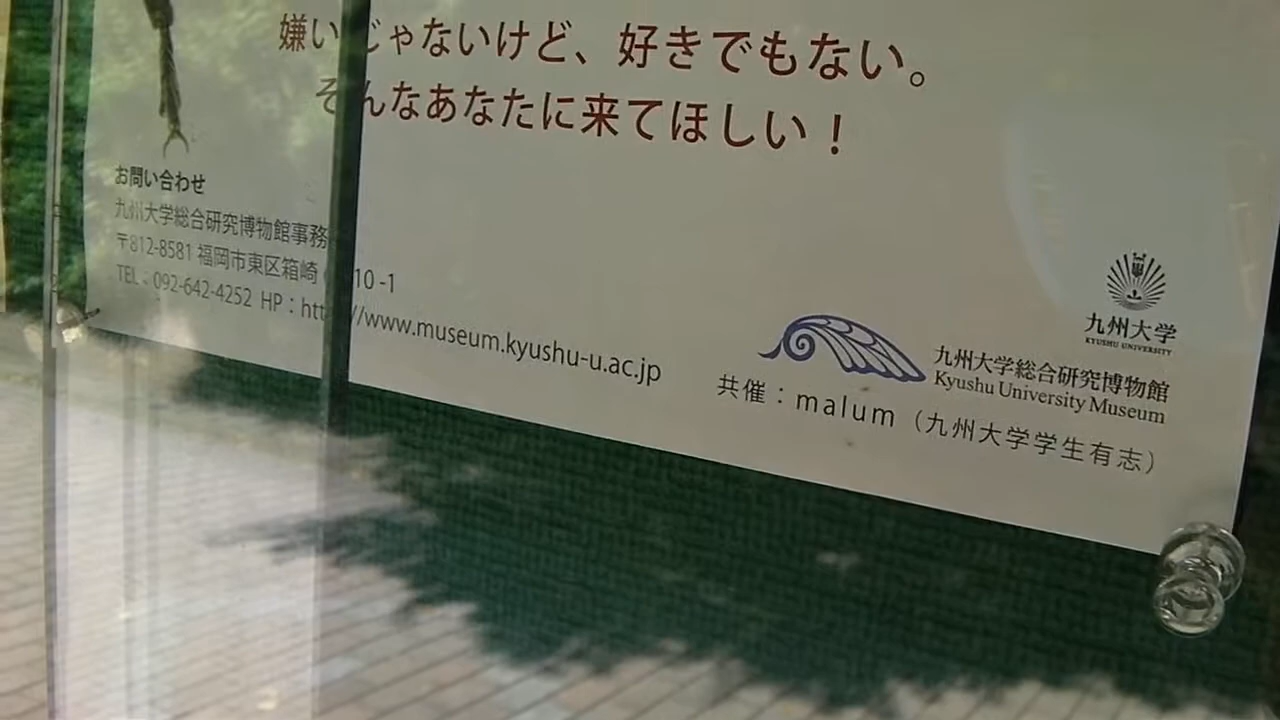 嫌いじゃないけど、好きでもない。
そんなあなたに来てほしい！
お問い合わせ
九州大学総合研究博物館事務
〒812-8581 福岡市東区箱崎 10-1
TEL：092-642-4252 HP：http://www.museum.kyushu-u.ac.jp
九州大学
KYUSHU UNIVERSITY
九州大学総合研究博物館
Kyushu University Museum
共催：malum（九州大学学生有志）